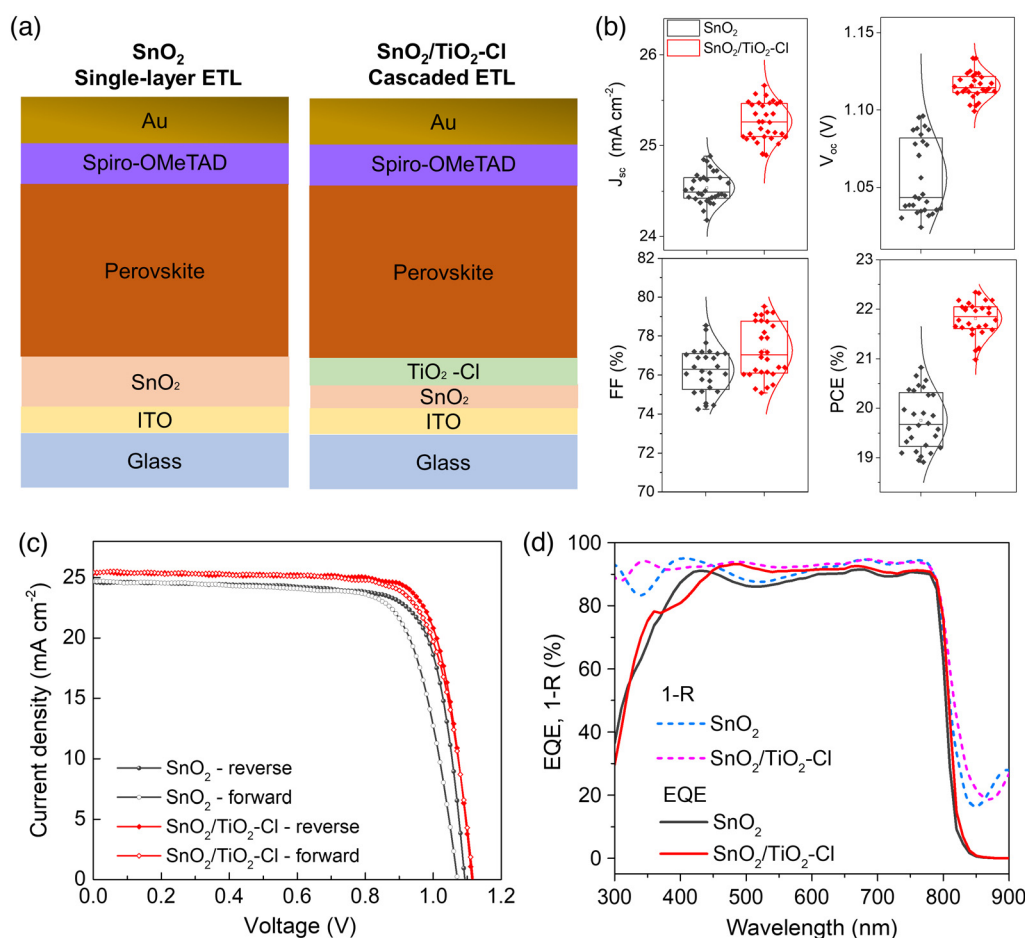 (a)
SnO₂
Single-layer ETL
SnO₂/TiO₂-Cl
Cascaded ETL
Au
Spiro-OMeTAD
Perovskite
SnO₂
ITO
Glass
Au
Spiro-OMeTAD
Perovskite
TiO₂ -Cl
SnO₂
ITO
Glass
(b)
SnO₂
SnO₂/TiO₂-Cl
26
25
24
J_sc (mA cm⁻²)
1.15
1.10
1.05
V_oc (V)
82
80
78
76
74
72
70
FF (%)
23
22
21
20
19
PCE (%)
(c)
30
25
20
15
10
5
0
Current density (mA cm⁻²)
SnO₂ - reverse
SnO₂ - forward
SnO₂/TiO₂-Cl - reverse
SnO₂/TiO₂-Cl - forward
0.0 0.2 0.4 0.6 0.8 1.0 1.2
Voltage (V)
(d)
100
80
60
40
20
0
EQE, 1-R (%)
1-R
SnO₂
SnO₂/TiO₂-Cl
EQE
SnO₂
SnO₂/TiO₂-Cl
300 400 500 600 700 800 900
Wavelength (nm)